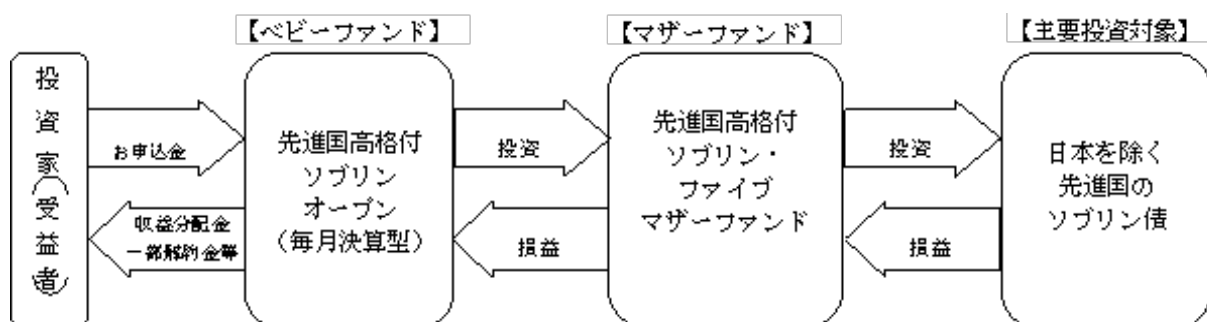 【ベビーファンド】
【マザーファンド】
【主要投資対象】
投資家(受益者)
お申込金
収益分配金
一部解約金等
先進国高格付
ソブリン
オープン
(毎月決算型)
投資
損益
先進国高格付
ソブリン・
ファイブ
マザーファンド
投資
損益
日本を除く
先進国の
ソブリン債